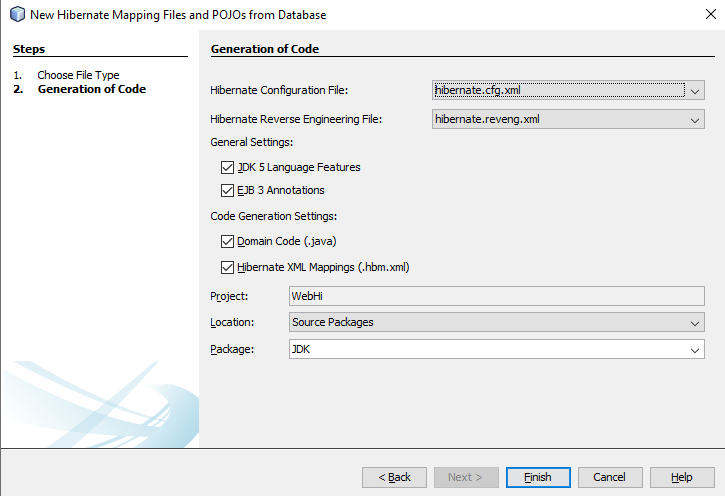 New Hibernate Mapping Files and POJOs from Database
Steps
1. Choose File Type
2. Generation of Code
Generation of Code
Hibernate Configuration File: hibernate.cfg.xml
Hibernate Reverse Engineering File: hibernate.reveng.xml
General Settings:
JDK 5 Language Features
EJB 3 Annotations
Code Generation Settings:
Domain Code (.java)
Hibernate XML Mappings (.hbm.xml)
Project: WebHi
Location: Source Packages
Package: JDK
< Back Next > Finish Cancel Help